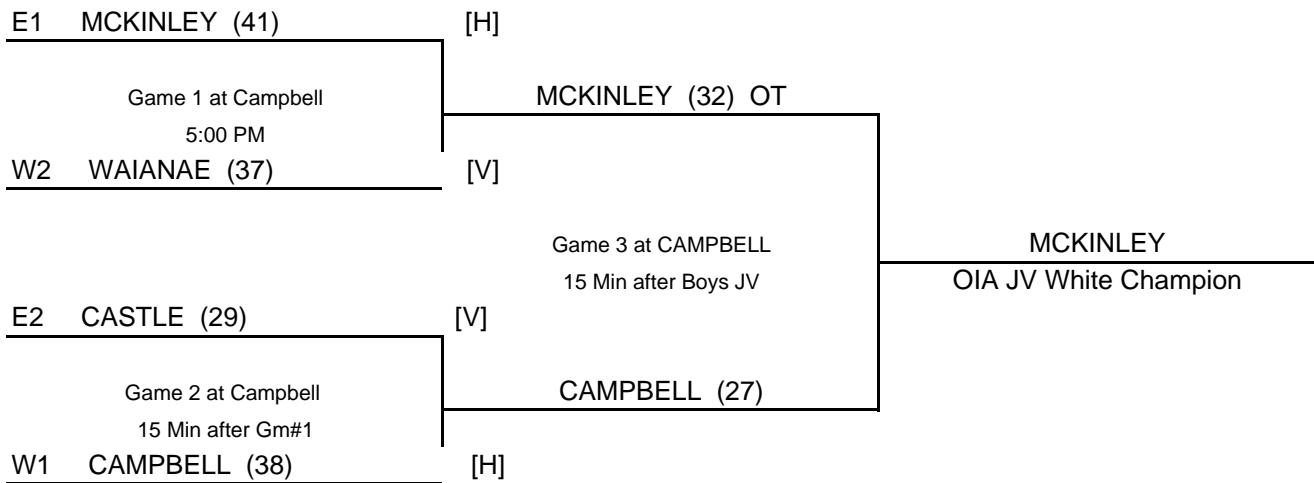 E1 MCKINLEY (41) [H]
Game 1 at Campbell
5:00 PM
W2 WAIANAE (37) [V]
MCKINLEY (32) OT
E2 CASTLE (29) [V]
Game 2 at Campbell
15 Min after Gm#1
W1 CAMPBELL (38) [H]
CAMPBELL (27)
Game 3 at CAMPBELL
15 Min after Boys JV
MCKINLEY
OIA JV White Champion